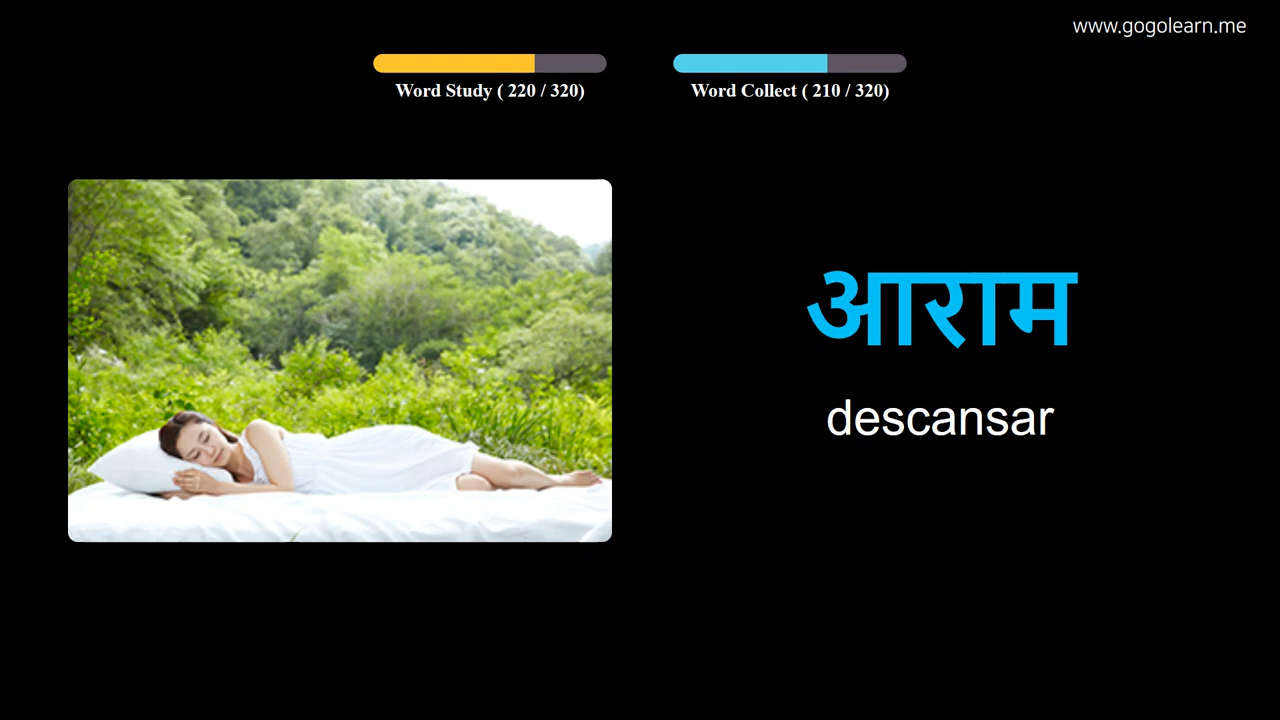 www.gogolearn.me
Word Study ( 220 / 320)
Word Collect ( 210 / 320)
आराम
descansar